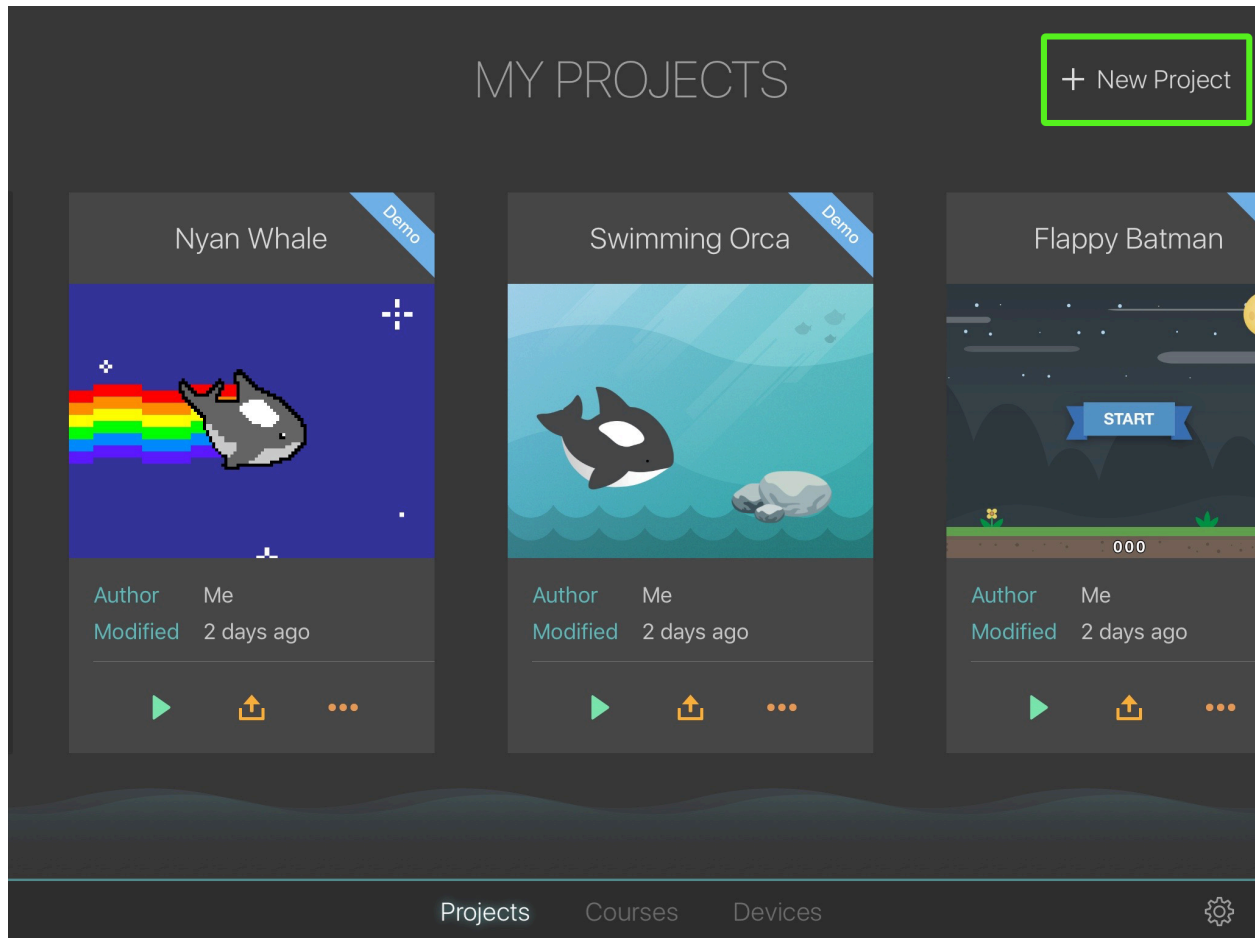 MY PROJECTS
+ New Project
Nyan Whale
Demo
Swimming Orca
Demo
Flappy Batman
START
000
Author Me
Modified 2 days ago
Author Me
Modified 2 days ago
Author Me
Modified 2 days ago
Projects Courses Devices